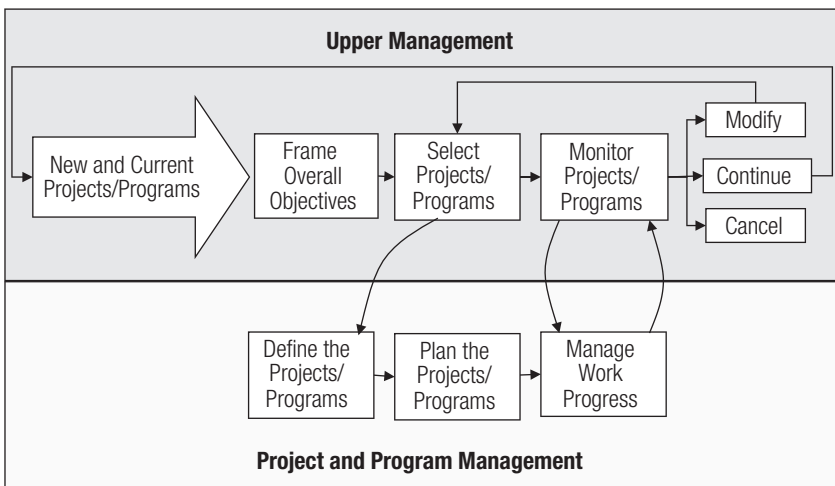 Upper Management
New and Current
Projects/Programs
Frame
Overall
Objectives
Select
Projects/
Programs
Monitor
Projects/
Programs
Modify
Continue
Cancel
Define the
Projects/
Programs
Plan the
Projects/
Programs
Manage
Work
Progress
Project and Program Management